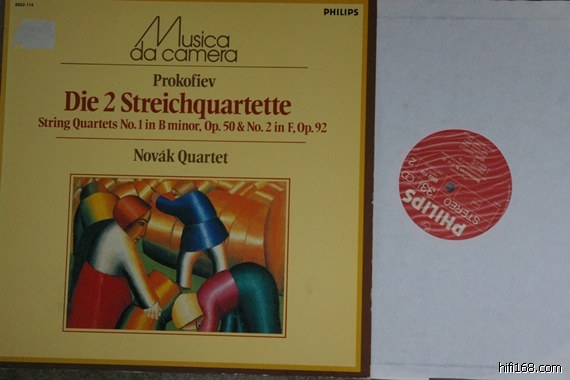 PHILIPS
Musica
da camera
Prokofiev
Die 2 Streichquartette
String Quartets No. 1 in B minor, Op. 50 & No. 2 in F, Op. 92
Novák Quartet
PHILIPS
STEREO
hifi168.com